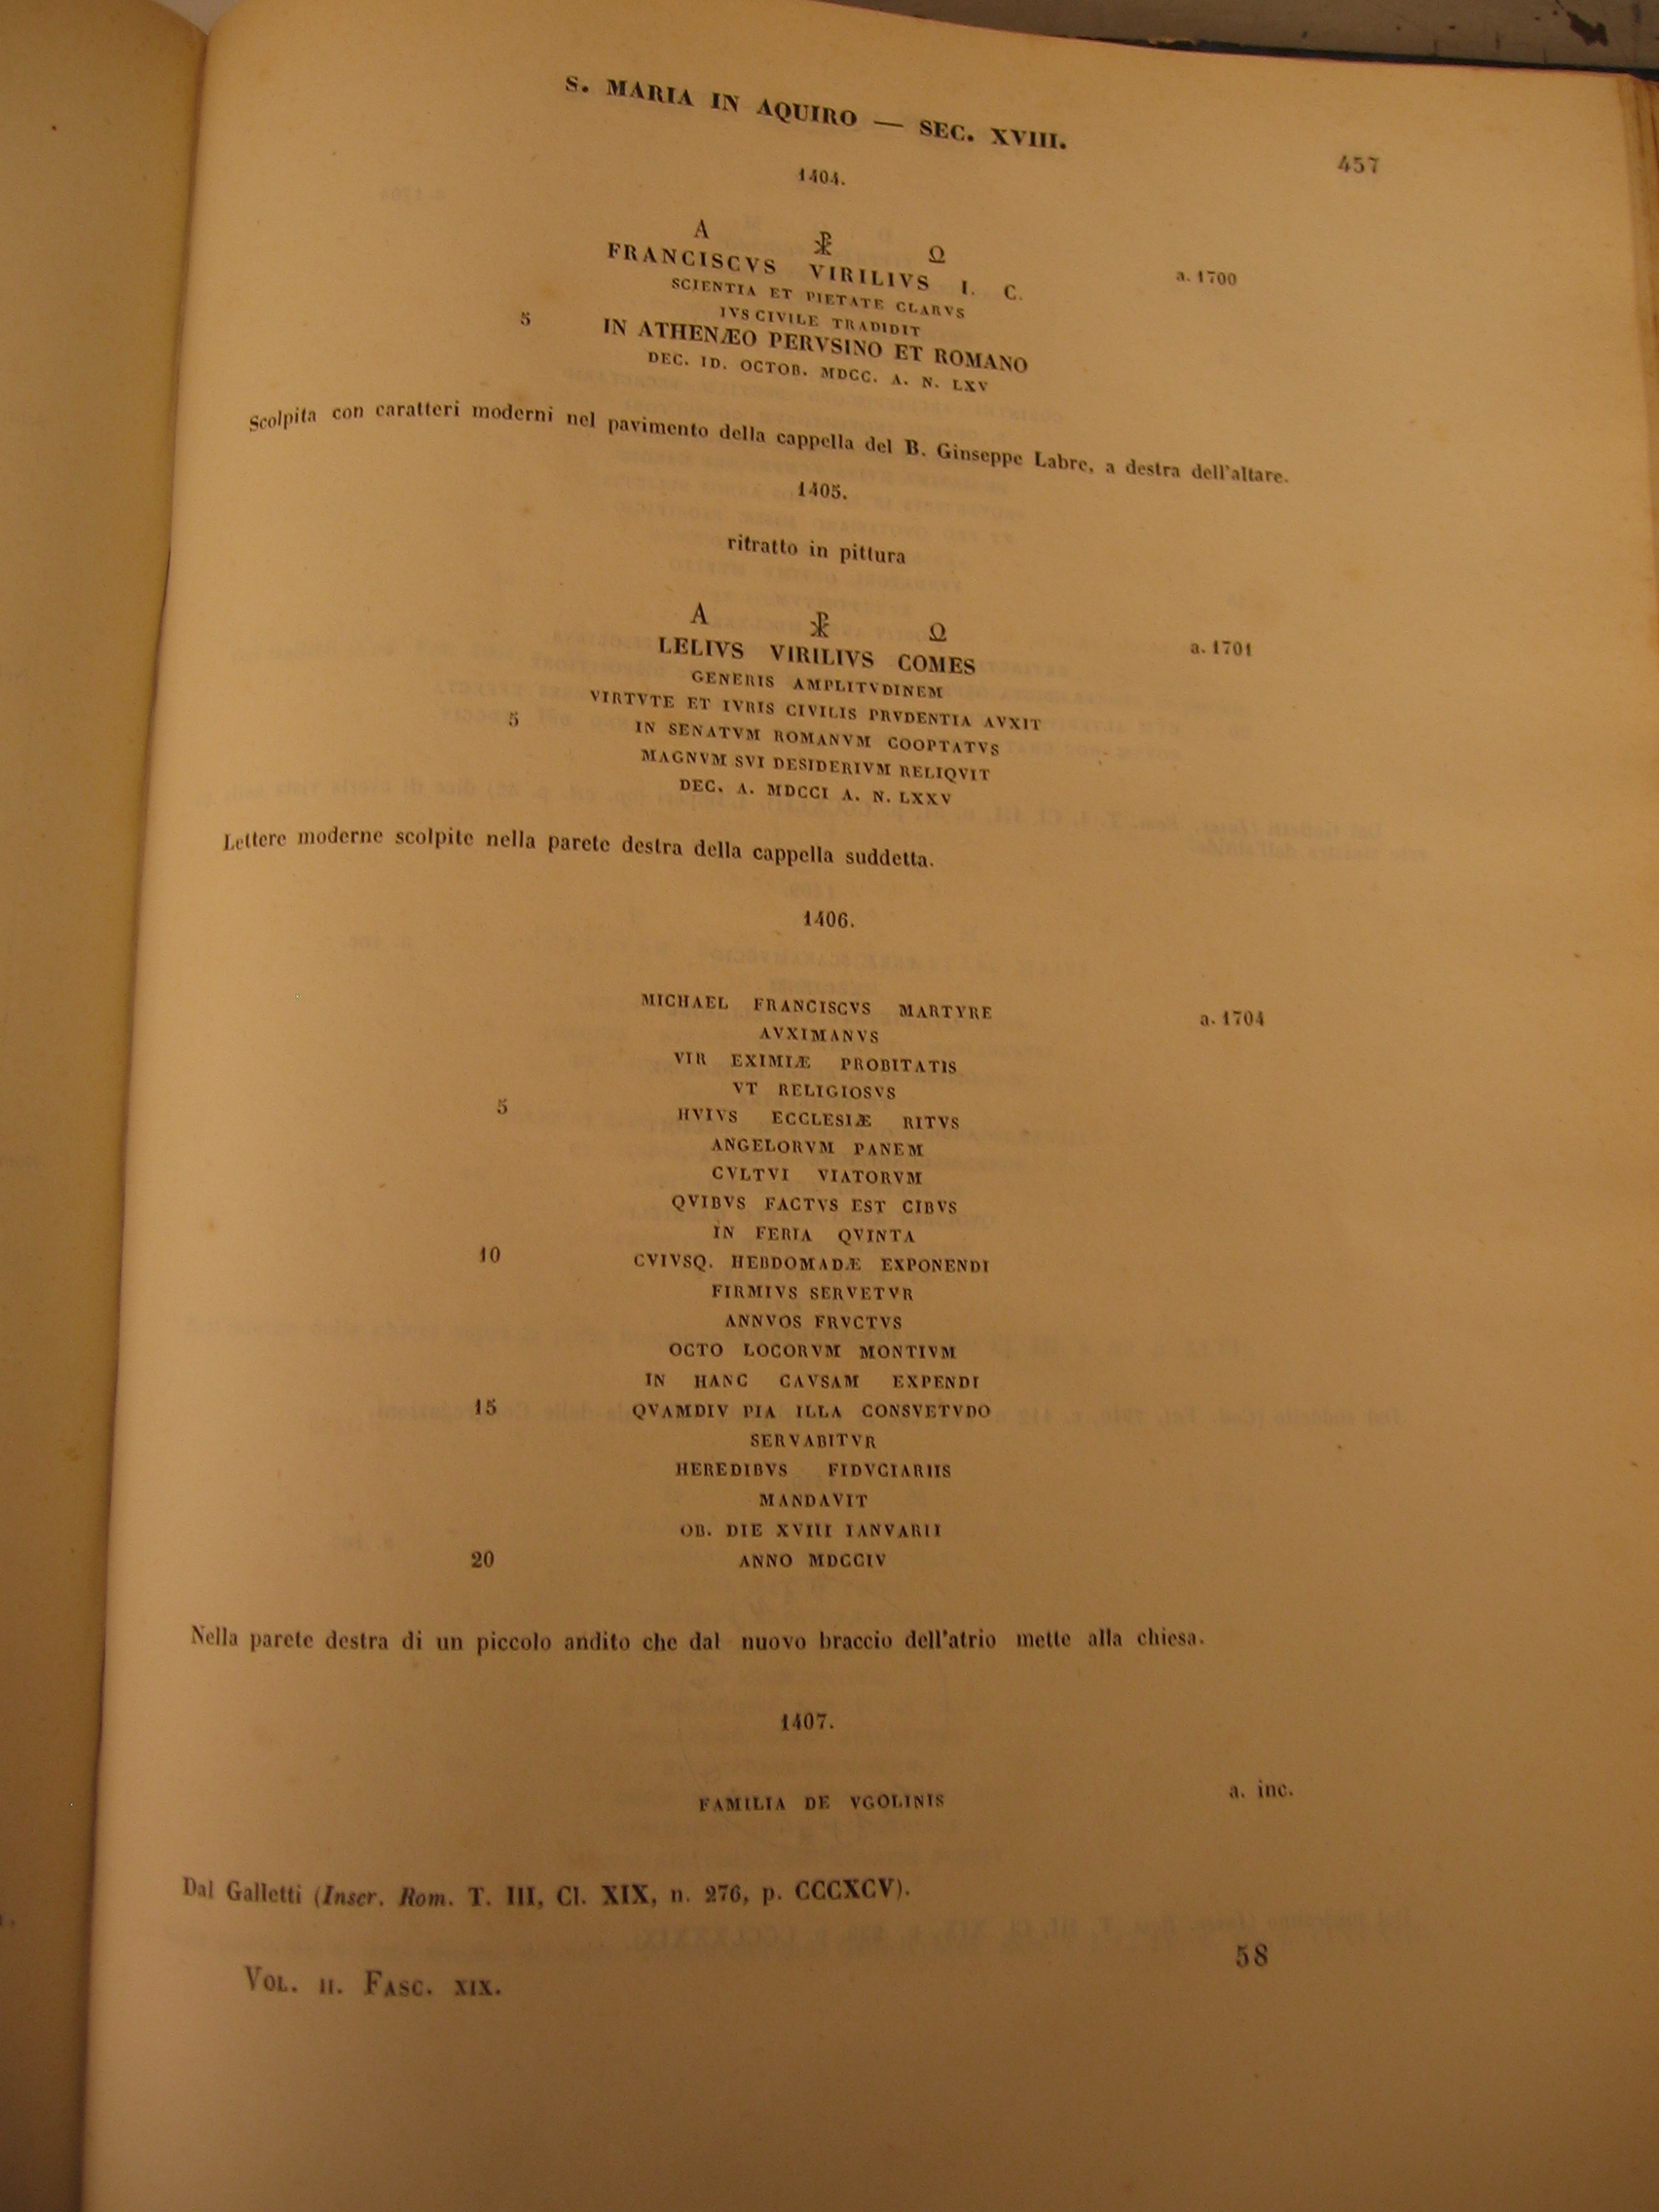 S. MARIA IN AQUIRO — SEC. XVIII.
457
1404.
A ☧ Ω
FRANCISCVS VIRILIVS I. C.
a. 1700
SCIENTIA ET PIETATE CLARVS
IVS CIVILE TRADIDIT
5 IN ATHENÆO PERVSINO ET ROMANO
DEC. ID. OCTOB. MDCC. A. N. LXV
Scolpita con caratteri moderni nel pavimento della cappella del B. Ginseppe Labre, a destra dell'altare.
1405.
ritratto in pittura
A ☧ Ω
LELIVS VIRILIVS COMES
a. 1701
GENERIS AMPLITVDINEM
VIRTVTE ET IVRIS CIVILIS PRVDENTIA AVXIT
5 IN SENATVM ROMANVM COOPTATVS
MAGNVM SVI DESIDERIVM RELIQVIT
DEC. A. MDCCI A. N. LXXV
Lettere moderne scolpite nella parete destra della cappella suddetta.
1406.
MICHAEL FRANCISCVS MARTYRE
a. 1704
AVXIMANVS
VIR EXIMIÆ PROBITATIS
VT RELIGIOSVS
5 HVIVS ECCLESIÆ RITVS
ANGELORVM PANEM
CVLTVI VIATORVM
QVIBVS FACTVS EST CIBVS
IN FERIA QVINTA
10 CVIVSQ. HEBDOMADÆ EXPONENDI
FIRMIVS SERVETVR
ANNVOS FRVCTVS
OCTO LOCORVM MONTIVM
IN HANC CAVSAM EXPENDI
15 QVAMDIV PIA ILLA CONSVETVDO
SERVABITVR
HEREDIBVS FIDVCIARIIS
MANDAVIT
OB. DIE XVIII IANVARII
20 ANNO MDCCIV
Nella parete destra di un piccolo andito che dal nuovo braccio dell'atrio mette alla chiesa.
1407.
FAMILIA DE VGOLINIS
a. inc.
Dal Galletti (Inscr. Rom. T. III, Cl. XIX, n. 276, p. CCCXCV).
58
VOL. II. FASC. XIX.